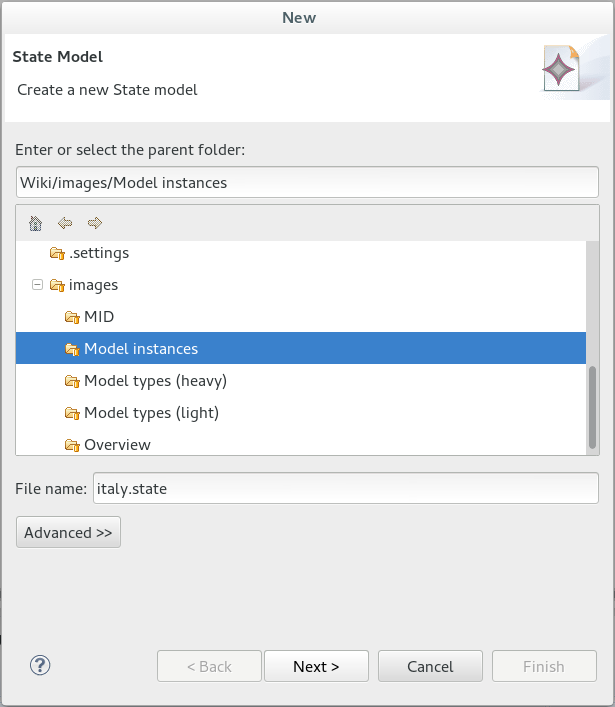 New
State Model
Create a new State model
Enter or select the parent folder:
Wiki/images/Model instances
.settings
images
MID
Model instances
Model types (heavy)
Model types (light)
Overview
File name: italy.state
Advanced >>
? < Back Next > Cancel Finish